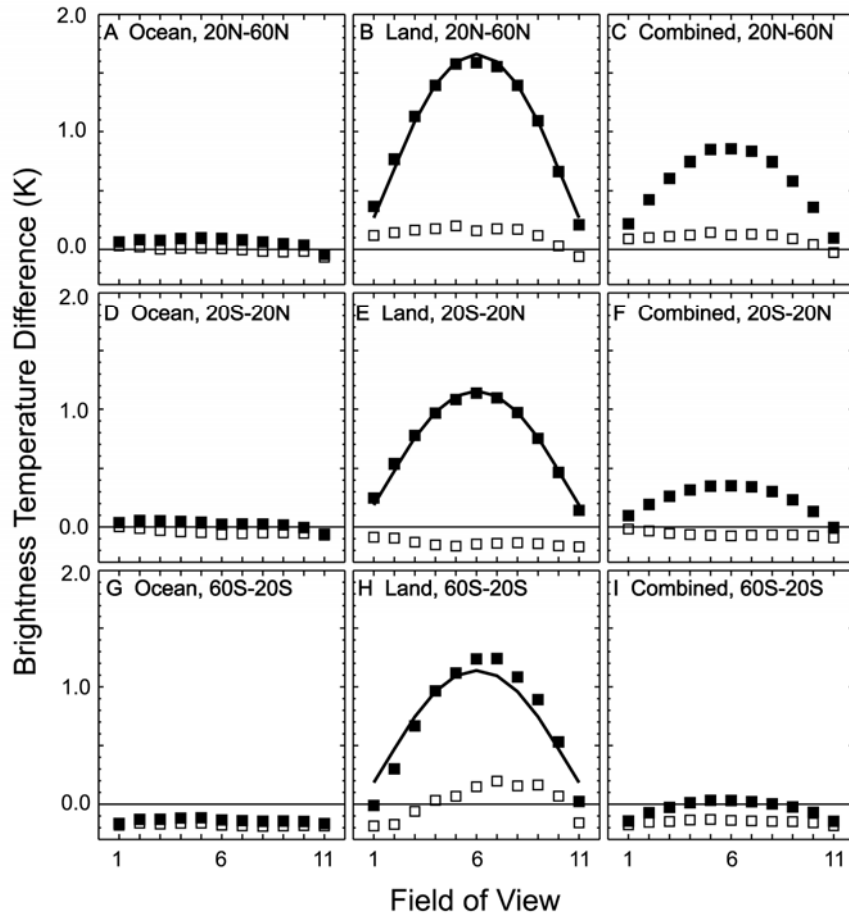 Brightness Temperature Difference (K)
2.0
A Ocean, 20N-60N
B Land, 20N-60N
C Combined, 20N-60N
1.0
0.0
2.0
D Ocean, 20S-20N
E Land, 20S-20N
F Combined, 20S-20N
1.0
0.0
2.0
G Ocean, 60S-20S
H Land, 60S-20S
I Combined, 60S-20S
1.0
0.0
1 6 11 1 6 11 1 6 11
Field of View